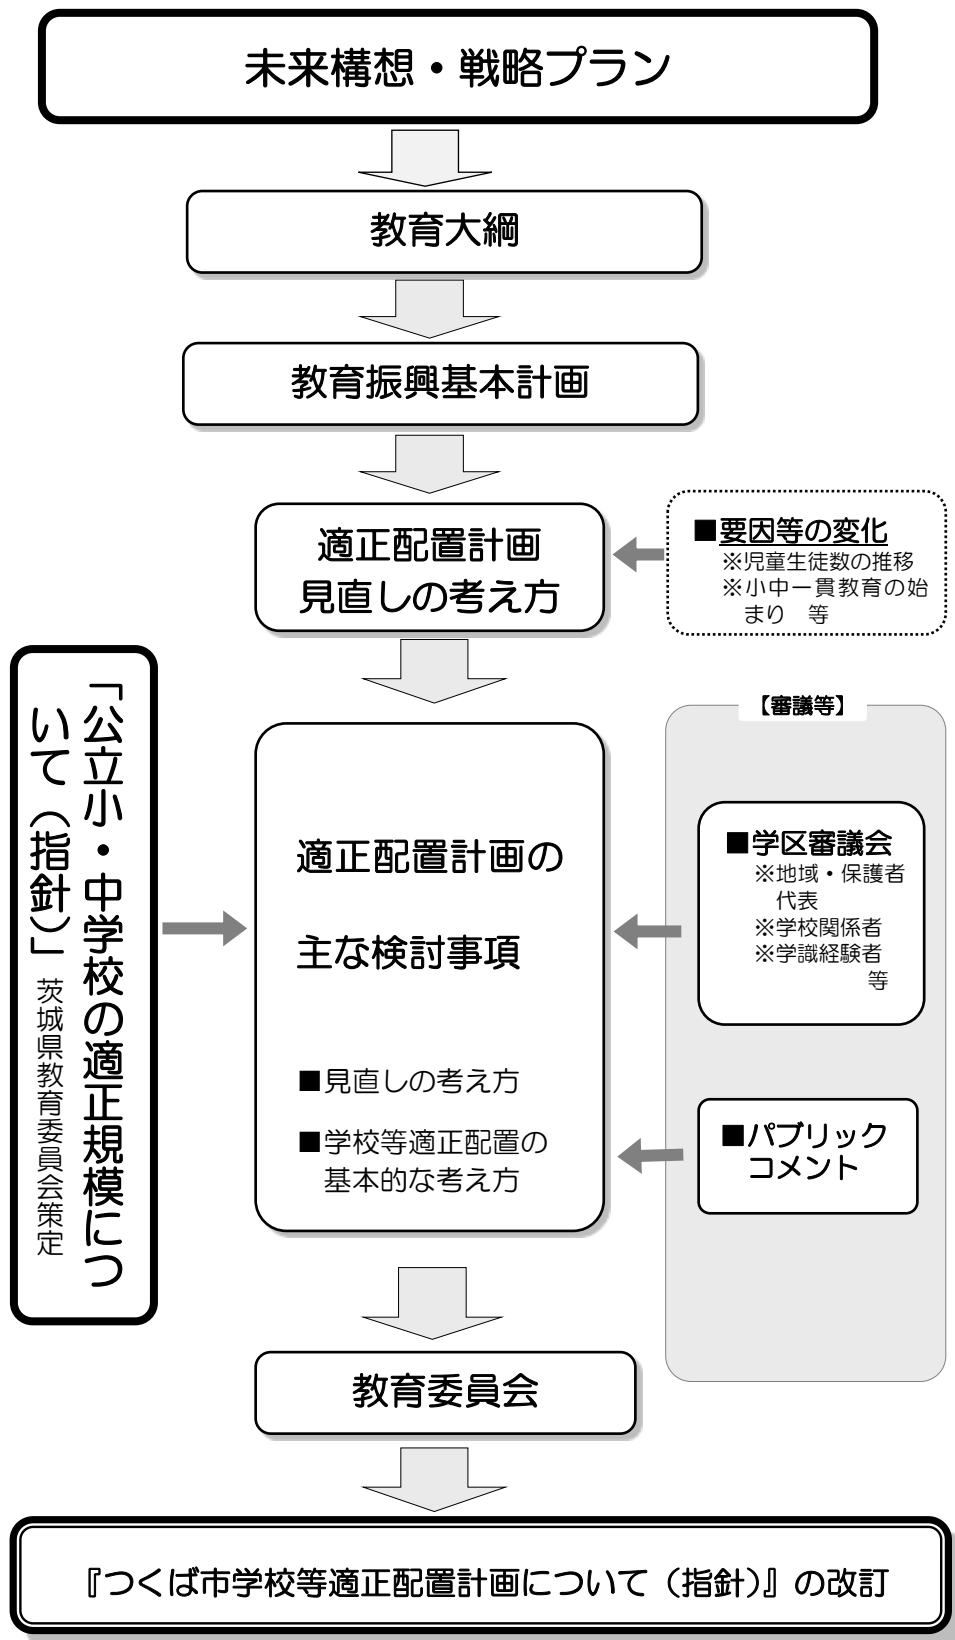 未来構想・戦略プラン
教育大綱
教育振興基本計画
適正配置計画
見直しの考え方
■要因等の変化
※児童生徒数の推移
※小中一貫教育の始
まり　等
「公立小・中学校の適正規模につ
いて（指針）」茨城県教育委員会策定
適正配置計画の
主な検討事項
■見直しの考え方
■学校等適正配置の
基本的な考え方
【審議等】
■学区審議会
※地域・保護者
代表
※学校関係者
※学識経験者
等
■パブリック
コメント
教育委員会
『つくば市学校等適正配置計画について（指針）』の改訂